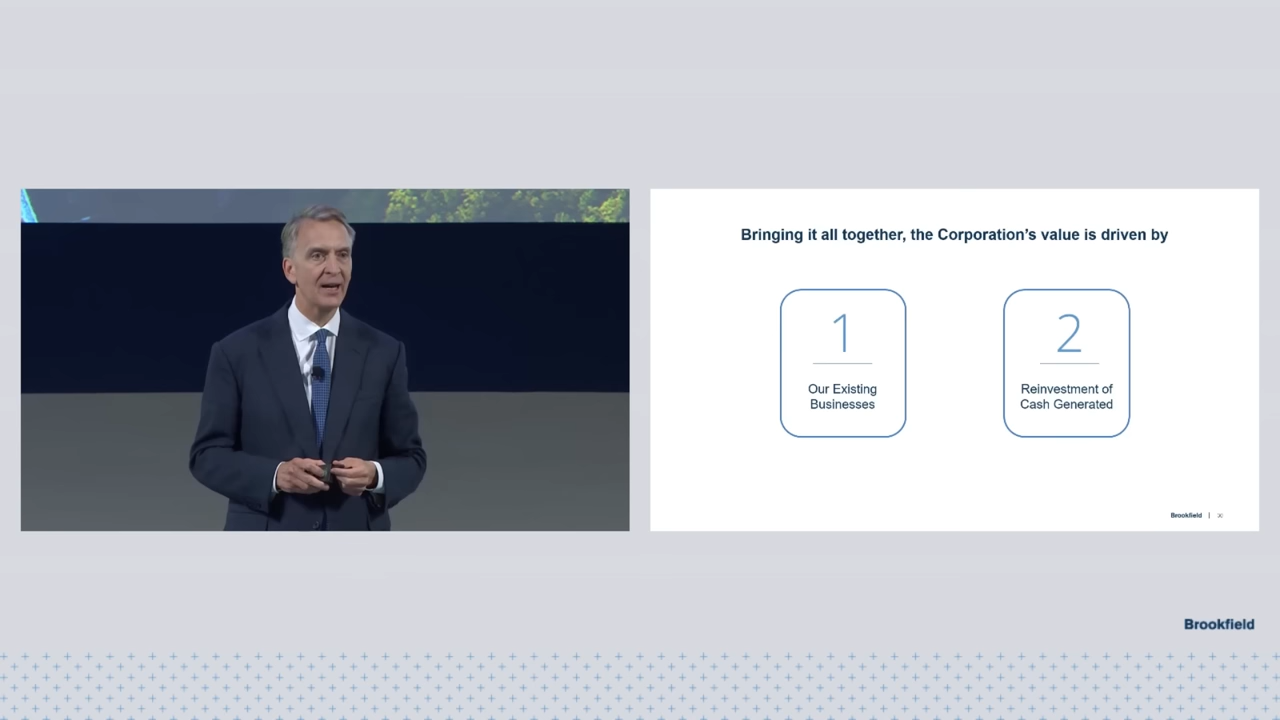 Bringing it all together, the Corporation's value is driven by
1
Our Existing
Businesses
2
Reinvestment of
Cash Generated
Brookfield |
Brookfield